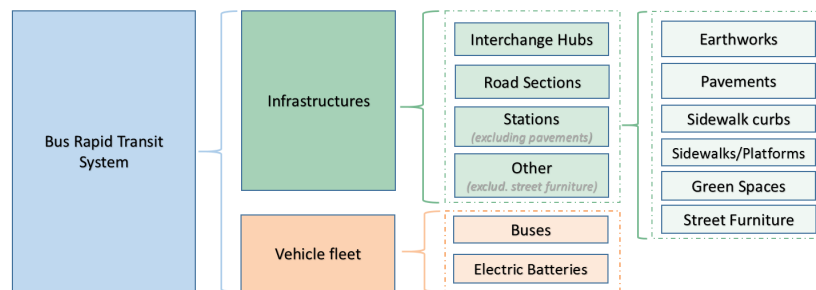 Bus Rapid Transit
System
Infrastructures
Vehicle fleet
Interchange Hubs
Road Sections
Stations
(excluding pavements)
Other
(exclud. street furniture)
Buses
Electric Batteries
Earthworks
Pavements
Sidewalk curbs
Sidewalks/Platforms
Green Spaces
Street Furniture